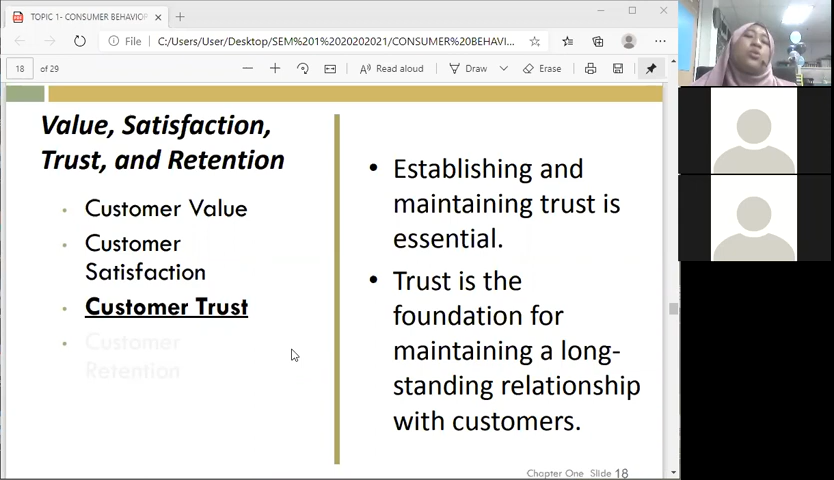 TOPIC 1- CONSUMER BEHAVIOR
File
C:/Users/User/Desktop/SEM%201%2020202021/CONSUMER%20BEHAVI...
18
of 29
Read aloud
Draw
Erase
Value, Satisfaction,
Trust, and Retention
• Customer Value
• Customer
Satisfaction
• Customer Trust
• Customer
Retention
• Establishing and
maintaining trust is
essential.
• Trust is the
foundation for
maintaining a long-
standing relationship
with customers.
Chapter One Slide 18